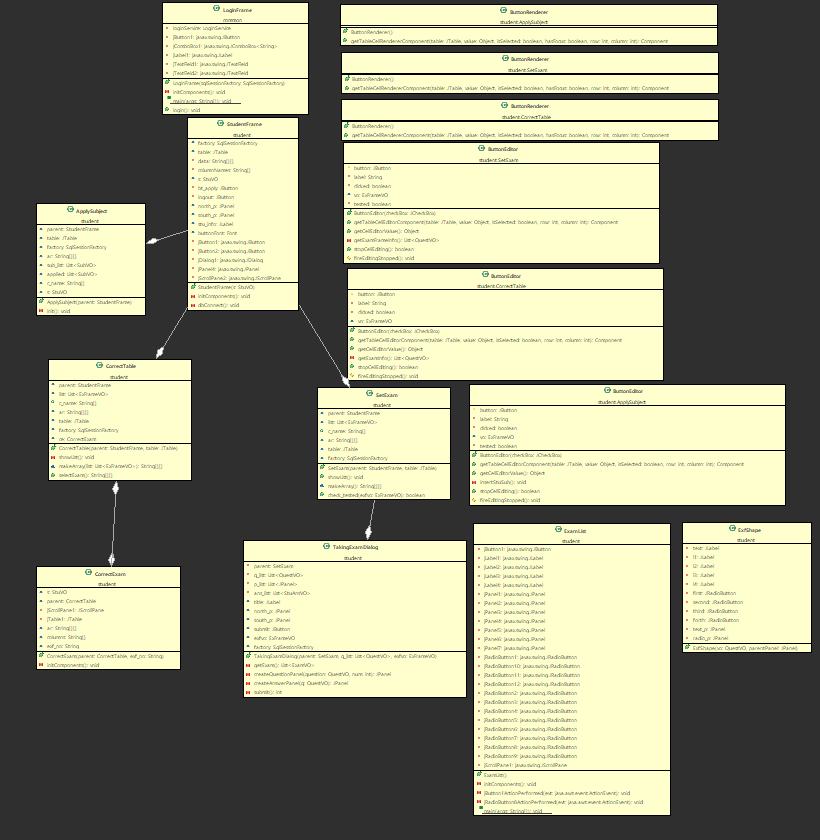 LoginFrame
common
loginService: LoginService
jButton1: javax.swing.JButton
jComboBox1: javax.swing.JComboBox<String>
jLabel1: javax.swing.JLabel
jTextField1: javax.swing.JTextField
jTextField2: javax.swing.JTextField
LoginFrame(sqlSessionFactory: SqlSessionFactory)
initComponents(): void
main(args: String[]): void
login(): void
ButtonRenderer
student.ApplySubject
ButtonRenderer()
getTableCellRendererComponent(table: JTable, value: Object, isSelected: boolean, hasFocus: boolean, row: int, column: int): Component
ButtonRenderer
student.SetExam
ButtonRenderer()
getTableCellRendererComponent(table: JTable, value: Object, isSelected: boolean, hasFocus: boolean, row: int, column: int): Component
ButtonRenderer
student.CorrectTable
ButtonRenderer()
getTableCellRendererComponent(table: JTable, value: Object, isSelected: boolean, hasFocus: boolean, row: int, column: int): Component
StudentFrame
student
factory: SqlSessionFactory
table: JTable
data: String[][]
columnNames: String[]
s: StuVO
bt_apply: JButton
logout: JButton
north_p: JPanel
south_p: JPanel
stu_info: JLabel
buttonFont: Font
jButton1: javax.swing.JButton
jButton2: javax.swing.JButton
jDialog1: javax.swing.JDialog
jPanel4: javax.swing.JPanel
jScrollPane2: javax.swing.JScrollPane
StudentFrame(s: StuVO)
initComponents(): void
dbConnect(): void
ButtonEditor
student.SetExam
button: JButton
label: String
clicked: boolean
vo: ExFrameVO
tested: boolean
ButtonEditor(checkBox: JCheckBox)
getTableCellEditorComponent(table: JTable, value: Object, isSelected: boolean, row: int, column: int): Component
getCellEditorValue(): Object
getExamInfo(): List<QuestVO>
stopCellEditing(): boolean
fireEditingStopped(): void
ApplySubject
student
parent: StudentFrame
table: JTable
factory: SqlSessionFactory
ar: String[][]
sub_list: List<SubVO>
applied: List<SubVO>
c_name: String[]
s: StuVO
ApplySubject(parent: StudentFrame)
init(): void
ButtonEditor
student.CorrectTable
button: JButton
label: String
clicked: boolean
vo: ExFrameVO
ButtonEditor(checkBox: JCheckBox)
getTableCellEditorComponent(table: JTable, value: Object, isSelected: boolean, row: int, column: int): Component
getCellEditorValue(): Object
getExamInfo(): List<QuestVO>
stopCellEditing(): boolean
fireEditingStopped(): void
CorrectTable
student
parent: StudentFrame
list: List<ExFrameVO>
c_name: String[]
ar: String[][]
table: JTable
factory: SqlSessionFactory
ce: CorrectExam
CorrectTable(parent: StudentFrame, table: JTable)
showList(): void
makeArray(list: List<ExFrameVO>): String[][]
selectExam(): String[][]
SetExam
student
parent: StudentFrame
list: List<ExFrameVO>
c_name: String[]
ar: String[][]
table: JTable
factory: SqlSessionFactory
SetExam(parent: StudentFrame, table: JTable)
showList(): void
makeArray(): String[][]
check_tested(exfvo: ExFrameVO): boolean
ButtonEditor
student.ApplySubject
button: JButton
label: String
clicked: boolean
vo: ExFrameVO
tested: boolean
ButtonEditor(checkBox: JCheckBox)
getTableCellEditorComponent(table: JTable, value: Object, isSelected: boolean, row: int, column: int): Component
getCellEditorValue(): Object
insertStuSub(): void
stopCellEditing(): boolean
fireEditingStopped(): void
CorrectExam
student
s: StuVO
parent: CorrectTable
jScrollPane1: JScrollPane
jTable1: JTable
ar: String[][]
columns: String[]
exf_no: String
CorrectExam(parent: CorrectTable, exf_no: String)
initComponents(): void
TakingExamDialog
student
parent: SetExam
q_list: List<QuestVO>
p_list: List<JPanel>
ans_list: List<StuAnsVO>
title: JLabel
north_p: JPanel
south_p: JPanel
submit: JButton
exfvo: ExFrameVO
factory: SqlSessionFactory
TakingExamDialog(parent: SetExam, q_list: List<QuestVO>, exfvo: ExFrameVO)
getExam(): List<ExamVO>
createQuestionPanel(question: QuestVO, num: int): JPanel
createAnswerPanel(q: QuestVO): JPanel
submit(): int
ExamList
student
jButton1: javax.swing.JButton
jLabel1: javax.swing.JLabel
jLabel2: javax.swing.JLabel
jLabel3: javax.swing.JLabel
jLabel4: javax.swing.JLabel
jPanel1: javax.swing.JPanel
jPanel2: javax.swing.JPanel
jPanel3: javax.swing.JPanel
jPanel4: javax.swing.JPanel
jPanel5: javax.swing.JPanel
jPanel6: javax.swing.JPanel
jPanel7: javax.swing.JPanel
jRadioButton1: javax.swing.JRadioButton
jRadioButton10: javax.swing.JRadioButton
jRadioButton11: javax.swing.JRadioButton
jRadioButton12: javax.swing.JRadioButton
jRadioButton2: javax.swing.JRadioButton
jRadioButton3: javax.swing.JRadioButton
jRadioButton4: javax.swing.JRadioButton
jRadioButton5: javax.swing.JRadioButton
jRadioButton6: javax.swing.JRadioButton
jRadioButton7: javax.swing.JRadioButton
jRadioButton8: javax.swing.JRadioButton
jRadioButton9: javax.swing.JRadioButton
jScrollPane1: javax.swing.JScrollPane
ExamList()
initComponents(): void
jButton1ActionPerformed(evt: java.awt.event.ActionEvent): void
jRadioButton8ActionPerformed(evt: java.awt.event.ActionEvent): void
main(args: String[]): void
ExfShape
student
text: JLabel
l1: JLabel
l2: JLabel
l3: JLabel
l4: JLabel
first: JRadioButton
second: JRadioButton
third: JRadioButton
forth: JRadioButton
text_p: JPanel
radio_p: JPanel
ExfShape(vo: QuestVO, parentPanel: JPanel)